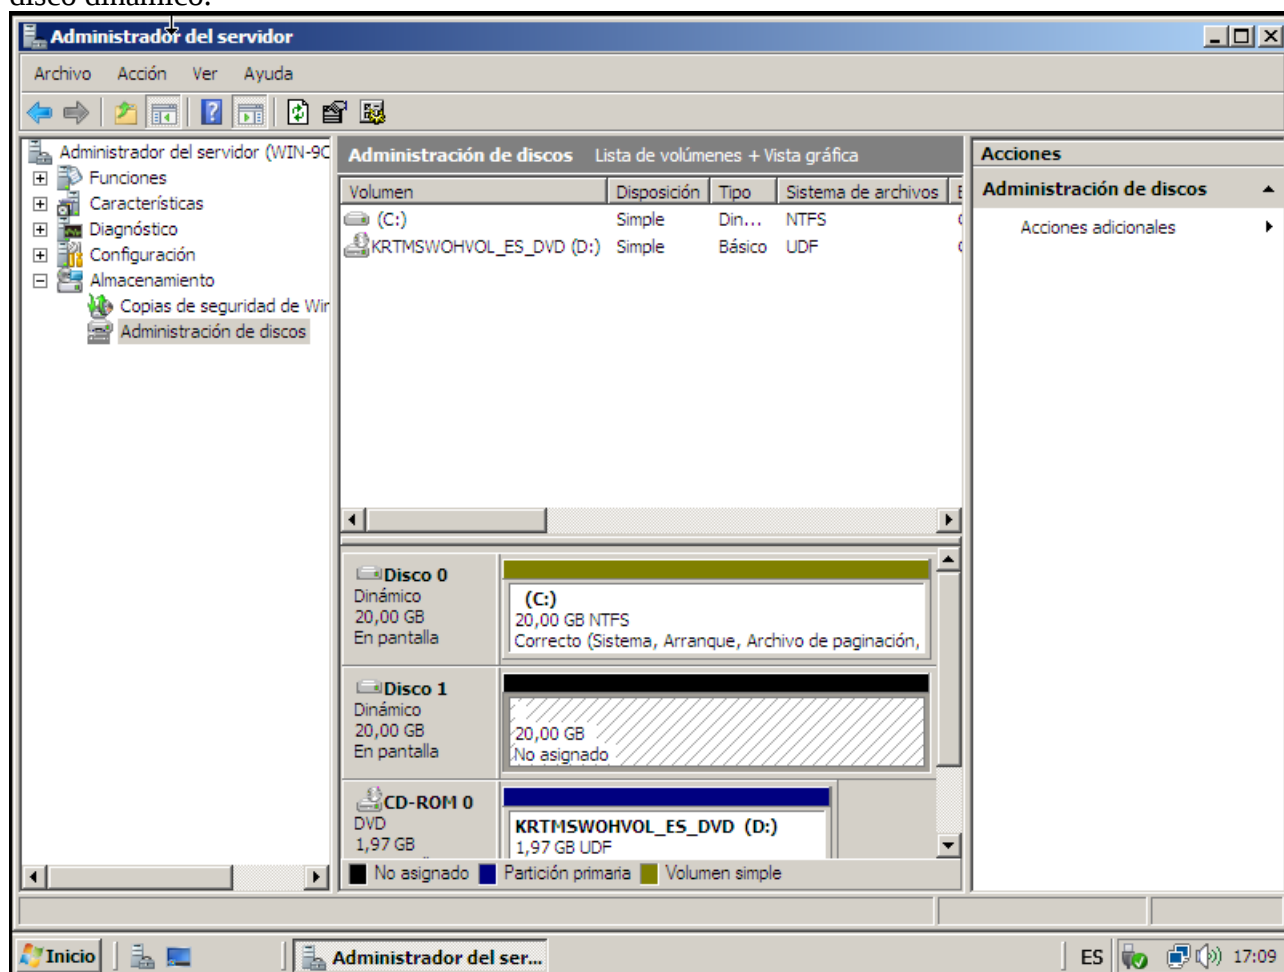 disco dinámico.
Administrador del servidor
Archivo Acción Ver Ayuda
Administrador del servidor (WIN-9C
Funciones
Características
Diagnóstico
Configuración
Almacenamiento
Copias de seguridad de Wir
Administración de discos
Administración de discos Lista de volúmenes + Vista gráfica
Volumen Disposición Tipo Sistema de archivos E
(C:) Simple Din... NTFS
KRTMSWOHVOL_ES_DVD (D:) Simple Básico UDF
Disco 0
Dinámico
20,00 GB
En pantalla
(C:)
20,00 GB NTFS
Correcto (Sistema, Arranque, Archivo de paginación,
Disco 1
Dinámico
20,00 GB
En pantalla
20,00 GB
No asignado
CD-ROM 0
DVD
1,97 GB
KRTMSWOHVOL_ES_DVD (D:)
1,97 GB UDF
No asignado Partición primaria Volumen simple
Acciones
Administración de discos
Acciones adicionales
Inicio
Administrador del ser...
ES 17:09